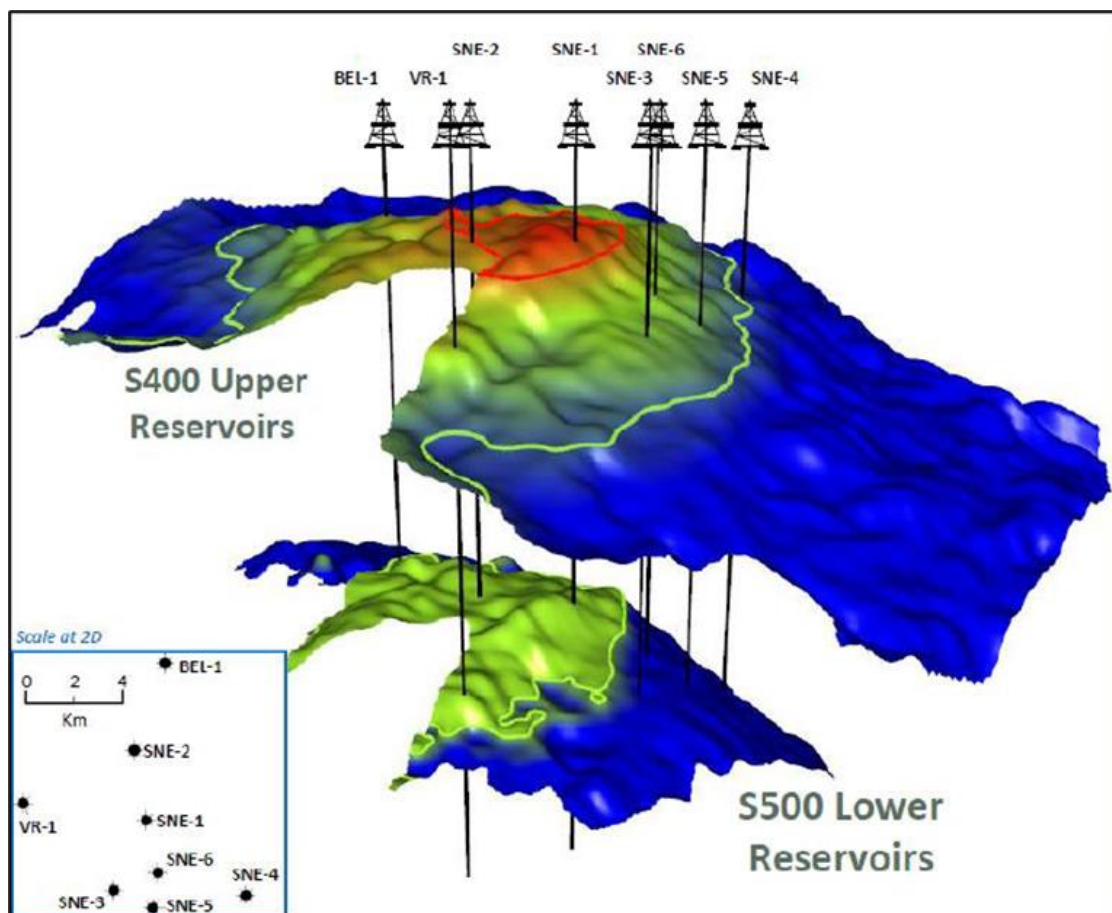 SNE-2
SNE-1
SNE-6
BEL-1
VR-1
SNE-3
SNE-5
SNE-4
S400 Upper
Reservoirs
Scale at 2D
BEL-1
0 2 4
Km
SNE-2
VR-1
SNE-1
SNE-6
SNE-4
SNE-3
SNE-5
S500 Lower
Reservoirs